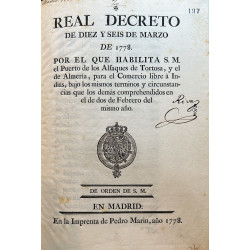 197
REAL DECRETO
DE DIEZ Y SEIS DE MARZO
DE 1778.
POR EL QUE HABILITA S. M.
el Puerto de los Alfaques de Tortosa, y el
de Almeria, para el Comercio libre à In-
dias, bajo los mismos terminos y circunstan-
cias que los demás comprehendidos en
el de dos de Febrero del
mismo año.
Rivas
DE ORDEN DE S. M.
EN MADRID:
En la Imprenta de Pedro Marin, año 1778.